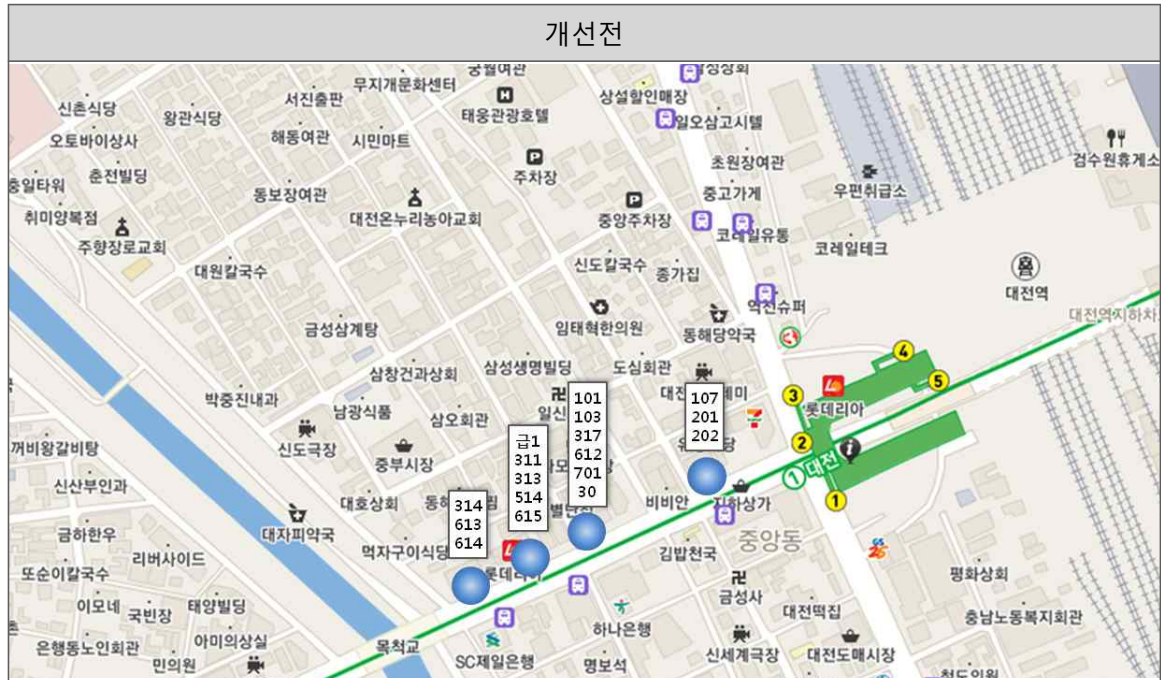 개선전
궁월여관
무지개문화센터
신촌식당
왕관식당
서진출판
H
태웅관광호텔
상설할인매장
일오삼고시텔
오토바이상사
해동여관
시민마트
춘전빌딩
P
주차장
초원장여관
검수원휴게소
충일타워
동보장여관
중고가게
우편취급소
취미양복점
대전온누리농아교회
P
중앙주차장
주향장로교회
코레일유통
코레일테크
대원칼국수
신도칼국수
종가집
대전역
역전슈퍼
대전역지하차
금성삼계탕
임태혁한의원
동해당약국
삼성생명빌딩
도심회관
4
삼창건과상회
5
박중진내과
101
103
317
612
701
30
107
201
202
3
롯데리아
남광식품
삼오회관
신도극장
급1
311
313
514
615
2
꺼비왕갈비탕
중부시장
1 대전
신산부인과
대호상회
314
613
614
비비안
지하상가
1
금하한우
대자피약국
중앙동
리버사이드
먹자구이식당
김밥천국
GS
25
또순이칼국수
롯데리아
평화상회
이모네
국빈장
태양빌딩
금성사
대전떡집
충남노동복지회관
하나은행
은행동노인회관
아미의상실
목척교
민의원
SC제일은행
명보석
신세계극장
대전도매시장